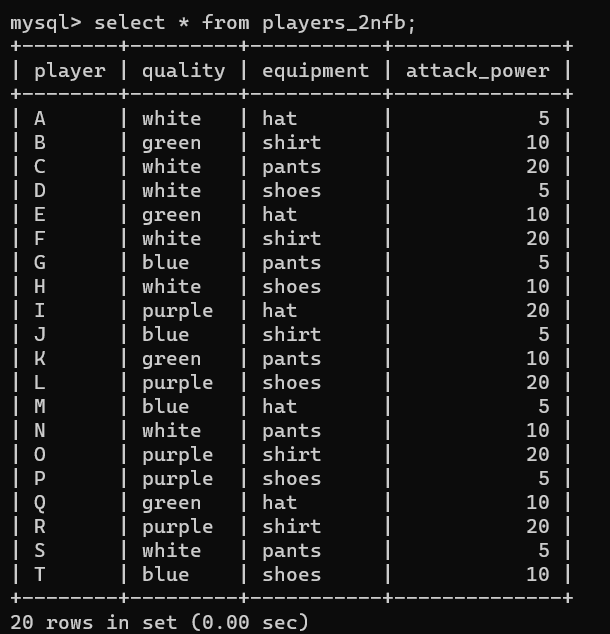 mysql> select * from players_2nfb;
+--------+---------+-----------+--------------+
| player | quality | equipment | attack_power |
+--------+---------+-----------+--------------+
| A      | white   | hat       |            5 |
| B      | green   | shirt     |           10 |
| C      | white   | pants     |           20 |
| D      | white   | shoes     |            5 |
| E      | green   | hat       |           10 |
| F      | white   | shirt     |           20 |
| G      | blue    | pants     |            5 |
| H      | white   | shoes     |           10 |
| I      | purple  | hat       |           20 |
| J      | blue    | shirt     |            5 |
| K      | green   | pants     |           10 |
| L      | purple  | shoes     |           20 |
| M      | blue    | hat       |            5 |
| N      | white   | pants     |           10 |
| O      | purple  | shirt     |           20 |
| P      | purple  | shoes     |            5 |
| Q      | green   | hat       |           10 |
| R      | purple  | shirt     |           20 |
| S      | white   | pants     |            5 |
| T      | blue    | shoes     |           10 |
+--------+---------+-----------+--------------+
20 rows in set (0.00 sec)